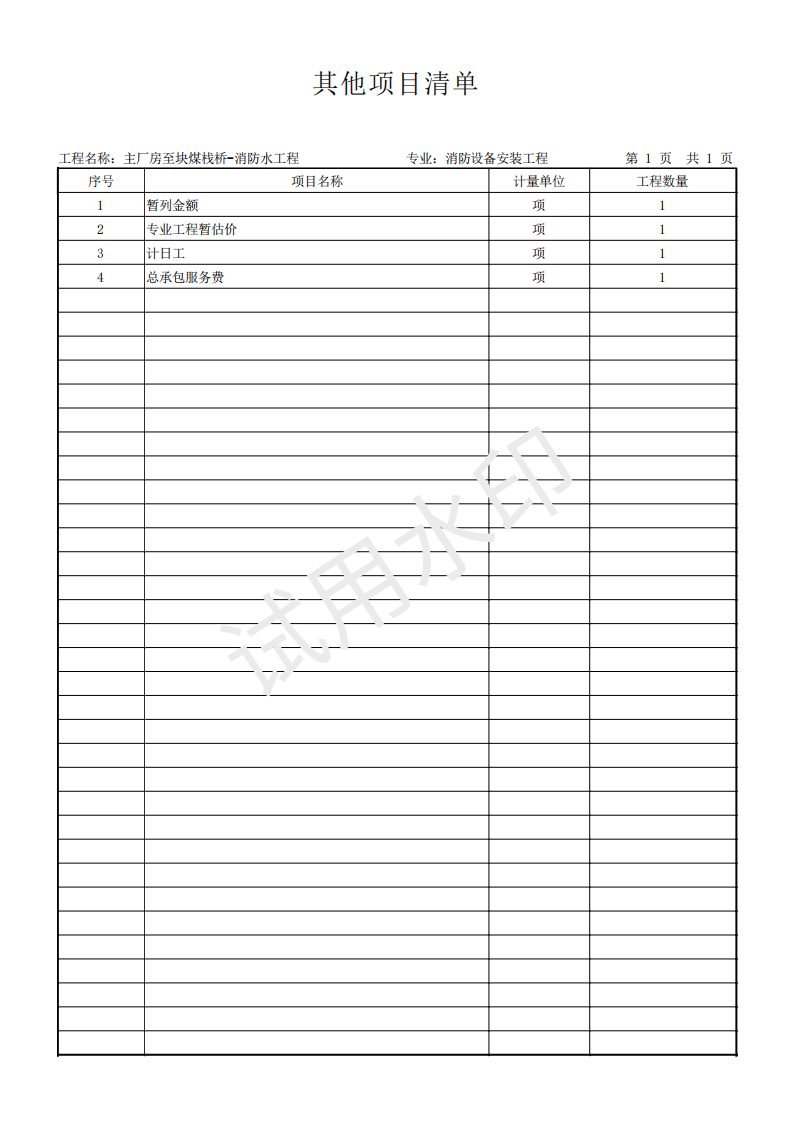 其他项目清单
工程名称：主厂房至块煤栈桥-消防水工程 专业：消防设备安装工程 第 1 页 共 1 页
序号 项目名称 计量单位 工程数量
1 暂列金额 项 1
2 专业工程暂估价 项 1
3 计日工 项 1
4 总承包服务费 项 1
试用水印